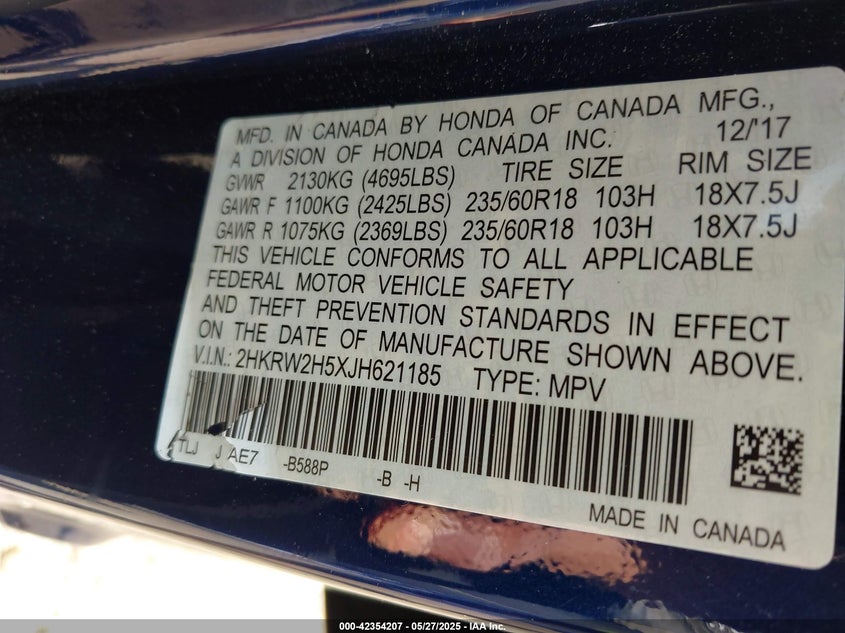 MFD. IN CANADA BY HONDA OF CANADA MFG.,
A DIVISION OF HONDA CANADA INC. 12/'17
GVWR 2130KG (4695LBS) TIRE SIZE RIM SIZE
GAWR F 1100KG (2425LBS) 235/60R18 103H 18X7.5J
GAWR R 1075KG (2369LBS) 235/60R18 103H 18X7.5J
THIS VEHICLE CONFORMS TO ALL APPLICABLE
FEDERAL MOTOR VEHICLE SAFETY
AND THEFT PREVENTION STANDARDS IN EFFECT
ON THE DATE OF MANUFACTURE SHOWN ABOVE.
V.I.N.: 2HKRW2H5XJH621185 TYPE: MPV
TLJ J AE7 -B588P -B -H
MADE IN CANADA
000-42354207 - 05/27/2025 - IAA Inc.